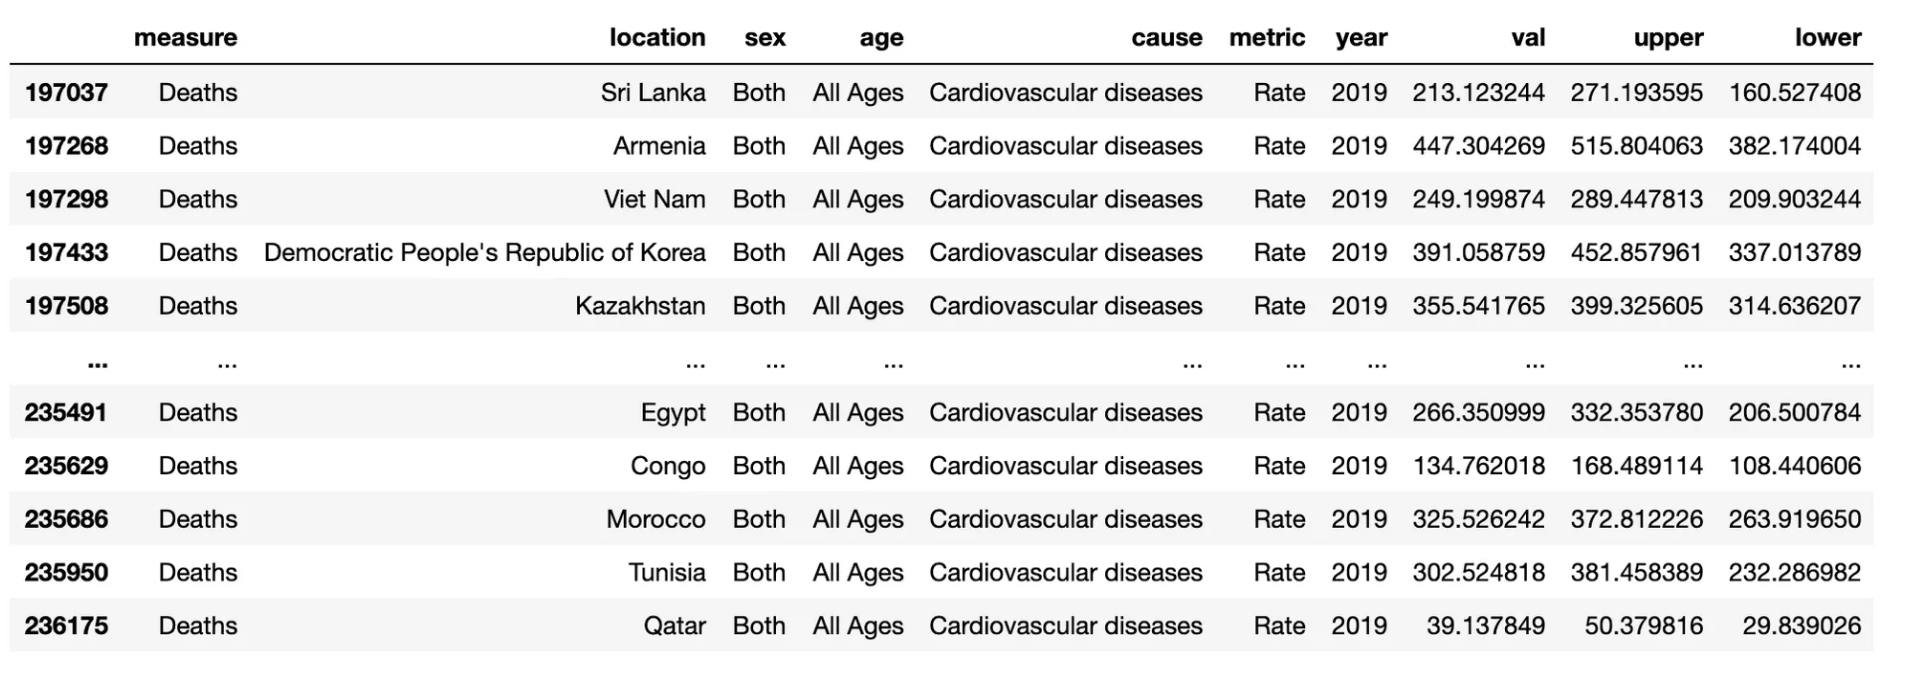 measure location sex age cause metric year val upper lower
197037 Deaths Sri Lanka Both All Ages Cardiovascular diseases Rate 2019 213.123244 271.193595 160.527408
197268 Deaths Armenia Both All Ages Cardiovascular diseases Rate 2019 447.304269 515.804063 382.174004
197298 Deaths Viet Nam Both All Ages Cardiovascular diseases Rate 2019 249.199874 289.447813 209.903244
197433 Deaths Democratic People's Republic of Korea Both All Ages Cardiovascular diseases Rate 2019 391.058759 452.857961 337.013789
197508 Deaths Kazakhstan Both All Ages Cardiovascular diseases Rate 2019 355.541765 399.325605 314.636207
... ... ... ... ... ... ... ... ... ... ...
235491 Deaths Egypt Both All Ages Cardiovascular diseases Rate 2019 266.350999 332.353780 206.500784
235629 Deaths Congo Both All Ages Cardiovascular diseases Rate 2019 134.762018 168.489114 108.440606
235686 Deaths Morocco Both All Ages Cardiovascular diseases Rate 2019 325.526242 372.812226 263.919650
235950 Deaths Tunisia Both All Ages Cardiovascular diseases Rate 2019 302.524818 381.458389 232.286982
236175 Deaths Qatar Both All Ages Cardiovascular diseases Rate 2019 39.137849 50.379816 29.839026